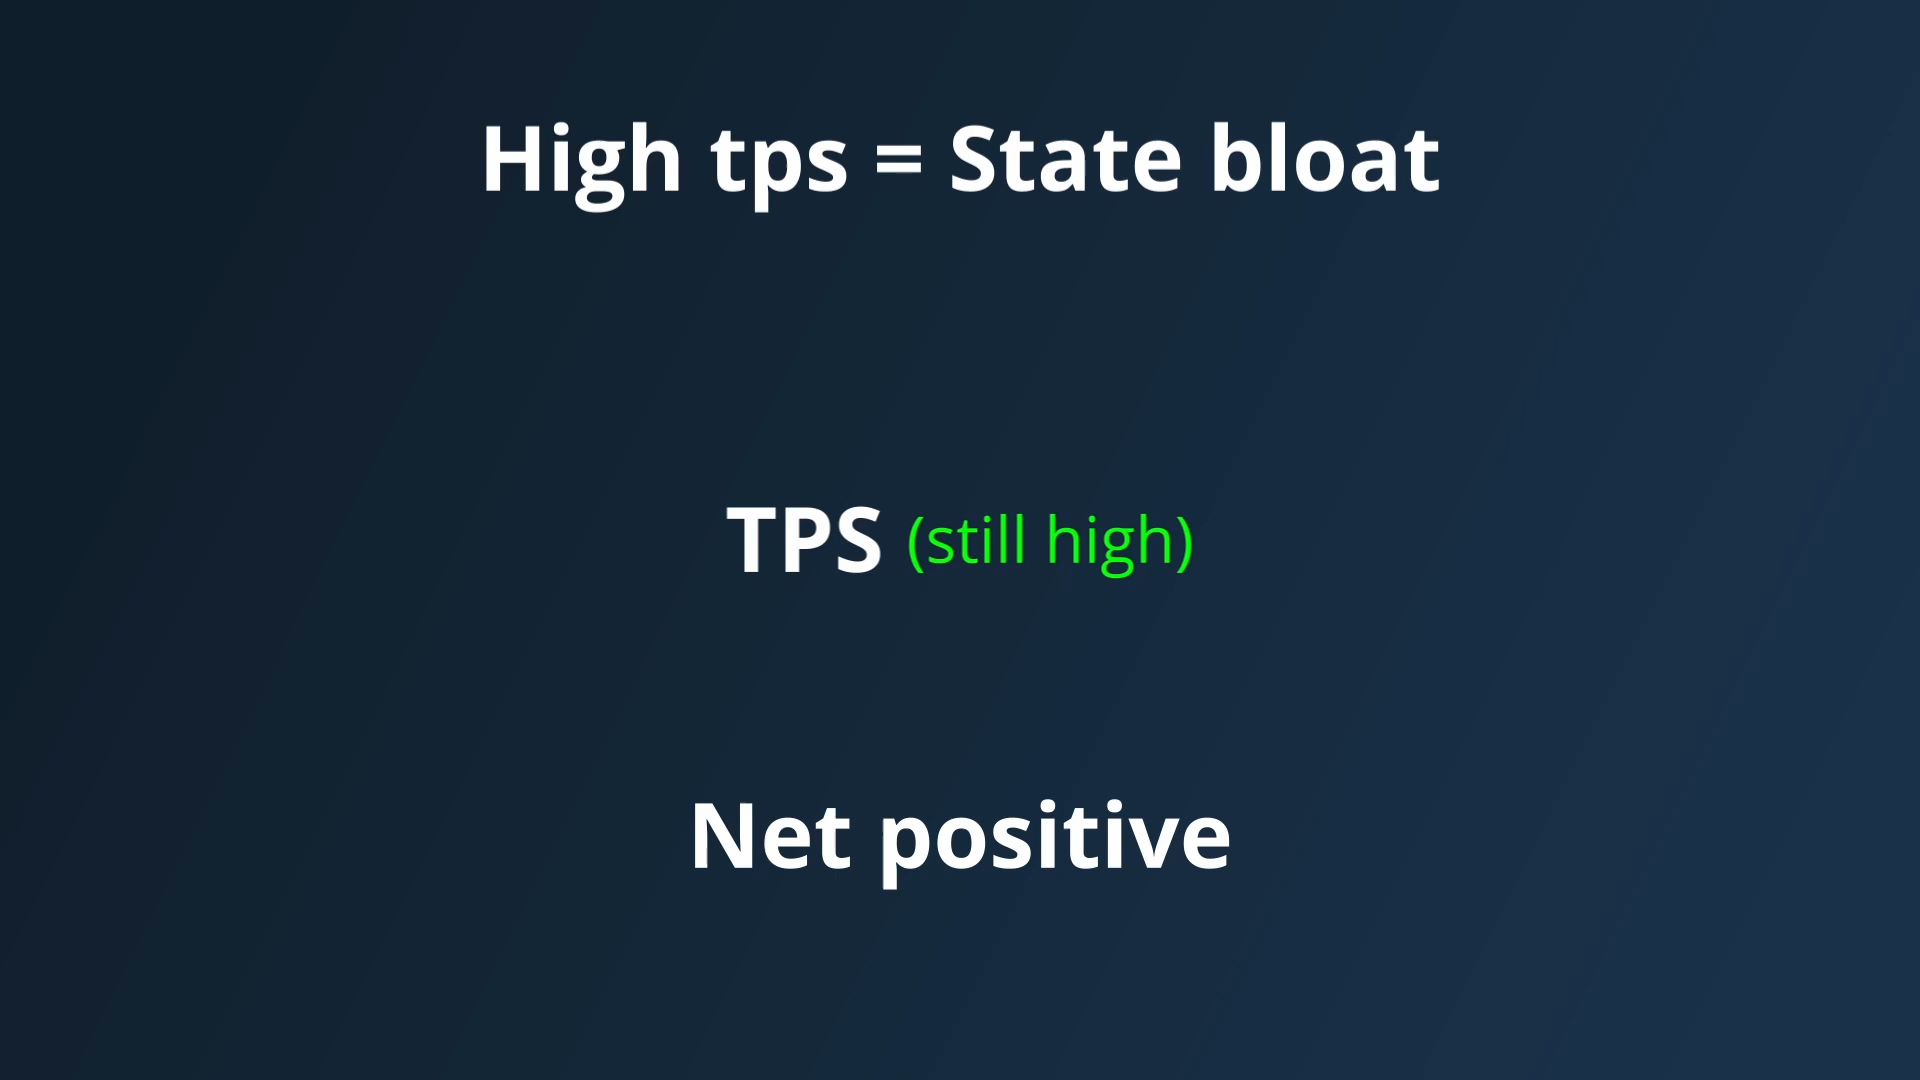 High tps = State bloat
TPS (still high)
Net positive